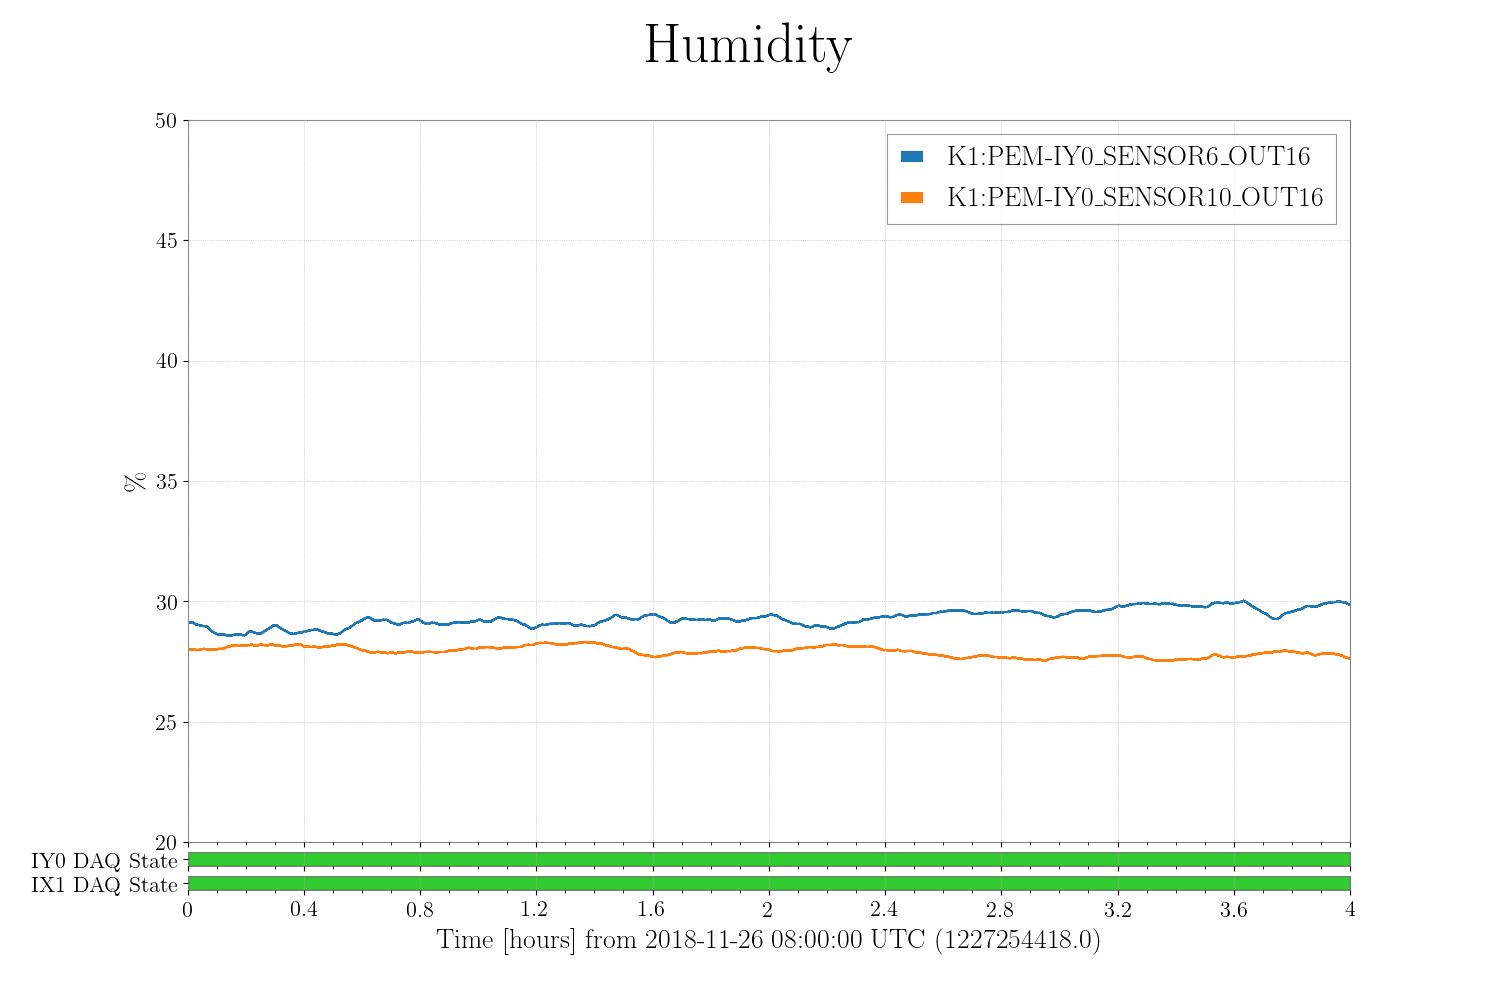 Humidity
K1:PEM-IY0_SENSOR6_OUT16
K1:PEM-IY0_SENSOR10_OUT16
50
45
40
35
30
25
20
%
IY0 DAQ State
IX1 DAQ State
0 0.4 0.8 1.2 1.6 2 2.4 2.8 3.2 3.6 4
Time [hours] from 2018-11-26 08:00:00 UTC (1227254418.0)